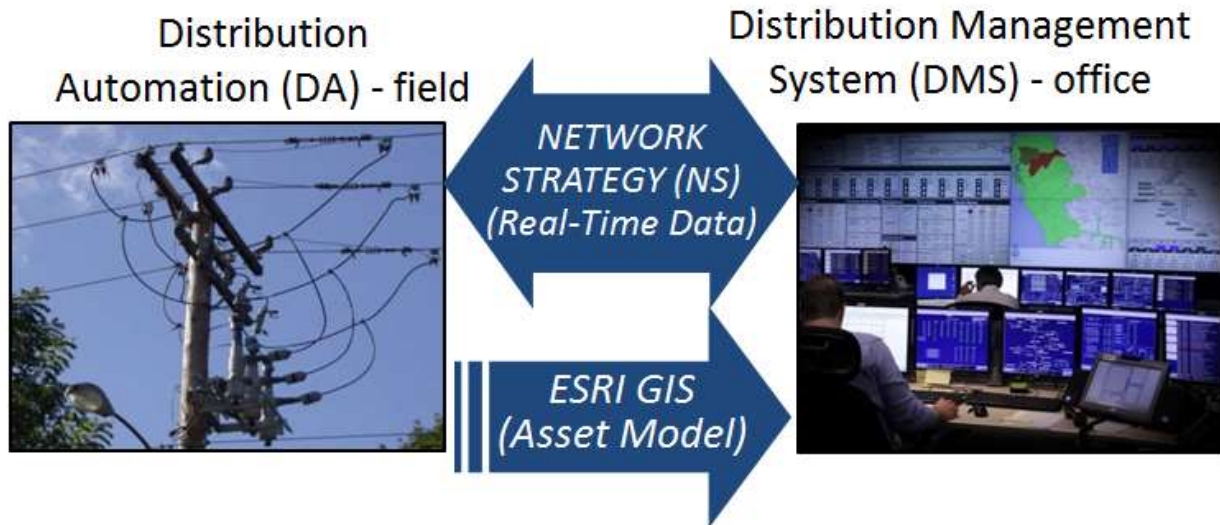 Distribution
Automation (DA) - field
Distribution Management
System (DMS) - office
NETWORK
STRATEGY (NS)
(Real-Time Data)
ESRI GIS
(Asset Model)